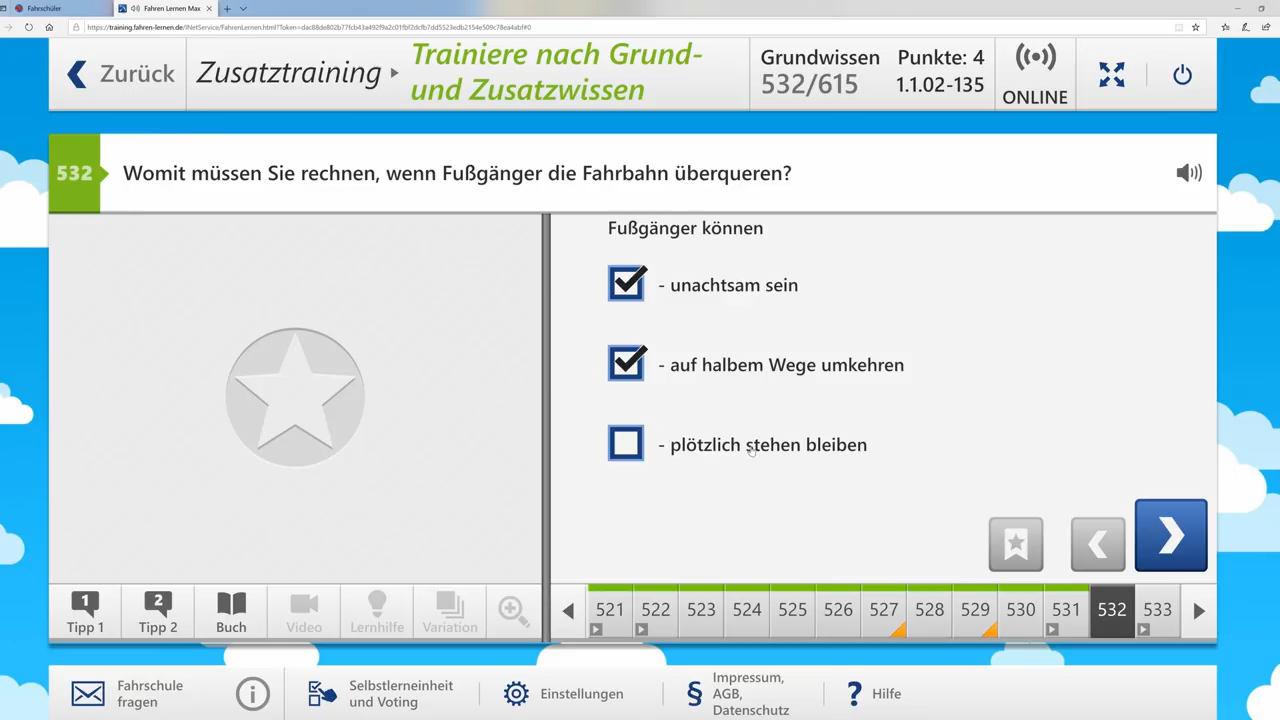 Fahrschüler
Fahren Lernen Max
https://training.fahren-lernen.de/INetService/FahrenLernen.html?
Zurück
Zusatztraining
Trainiere nach Grund-
und Zusatzwissen
Grundwissen
532/615
Punkte: 4
1.1.02-135
ONLINE
532
Womit müssen Sie rechnen, wenn Fußgänger die Fahrbahn überqueren?
Fußgänger können
- unachtsam sein
- auf halbem Wege umkehren
- plötzlich stehen bleiben
1
Tipp 1
2
Tipp 2
Buch
Video
Lernhilfe
Variation
521 522 523 524 525 526 527 528 529 530 531 532 533
Fahrschule
fragen
Selbstlerneinheit
und Voting
Einstellungen
§
Impressum,
AGB,
Datenschutz
?
Hilfe